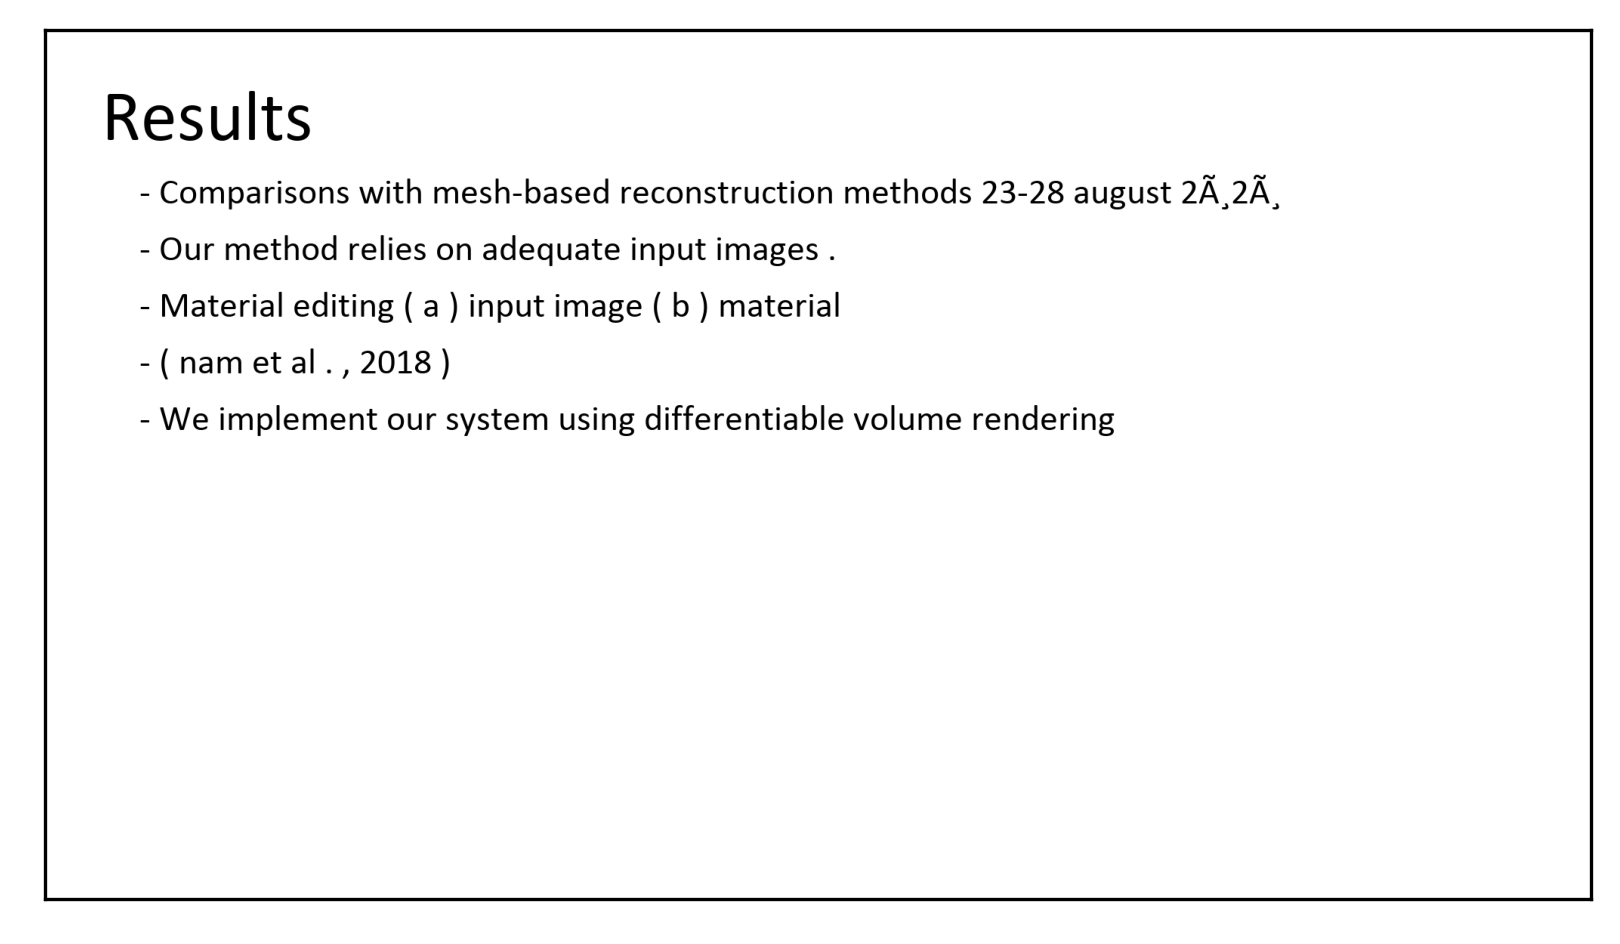 Results
- Comparisons with mesh-based reconstruction methods 23-28 august 2Ã¸2Ã¸
- Our method relies on adequate input images .
- Material editing ( a ) input image ( b ) material
- ( nam et al . , 2018 )
- We implement our system using differentiable volume rendering